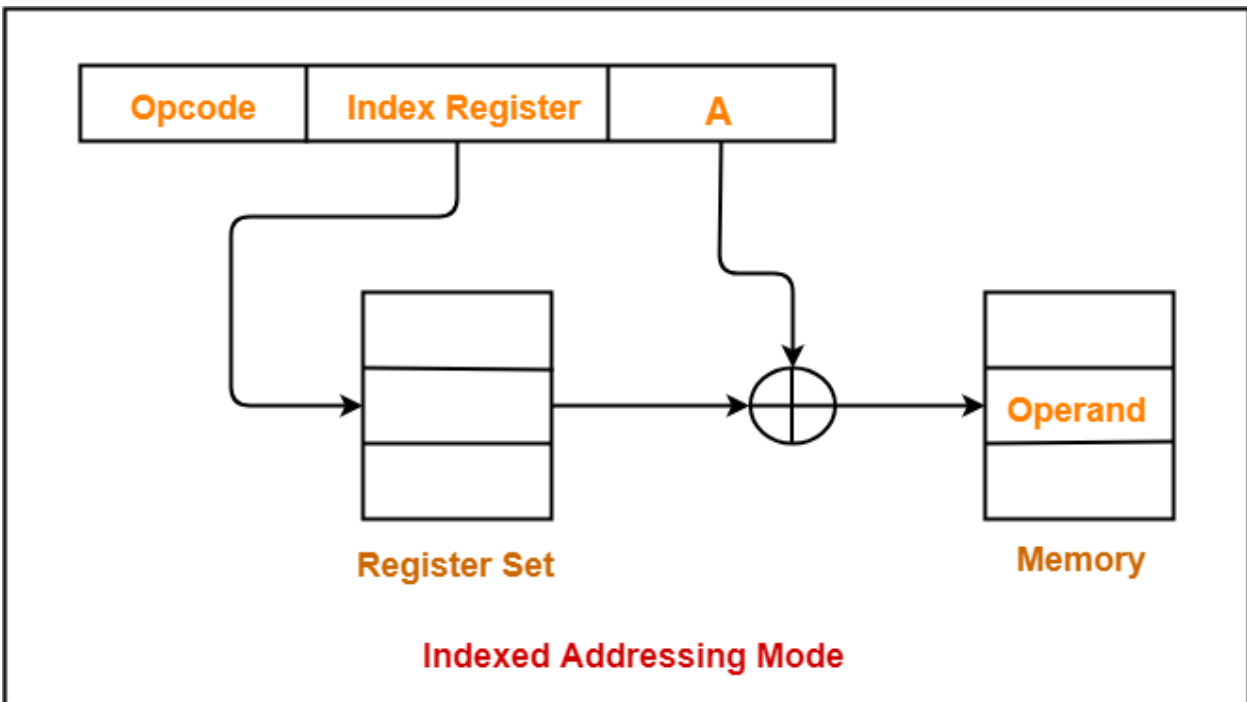 Opcode Index Register A
Operand
Register Set Memory
Indexed Addressing Mode